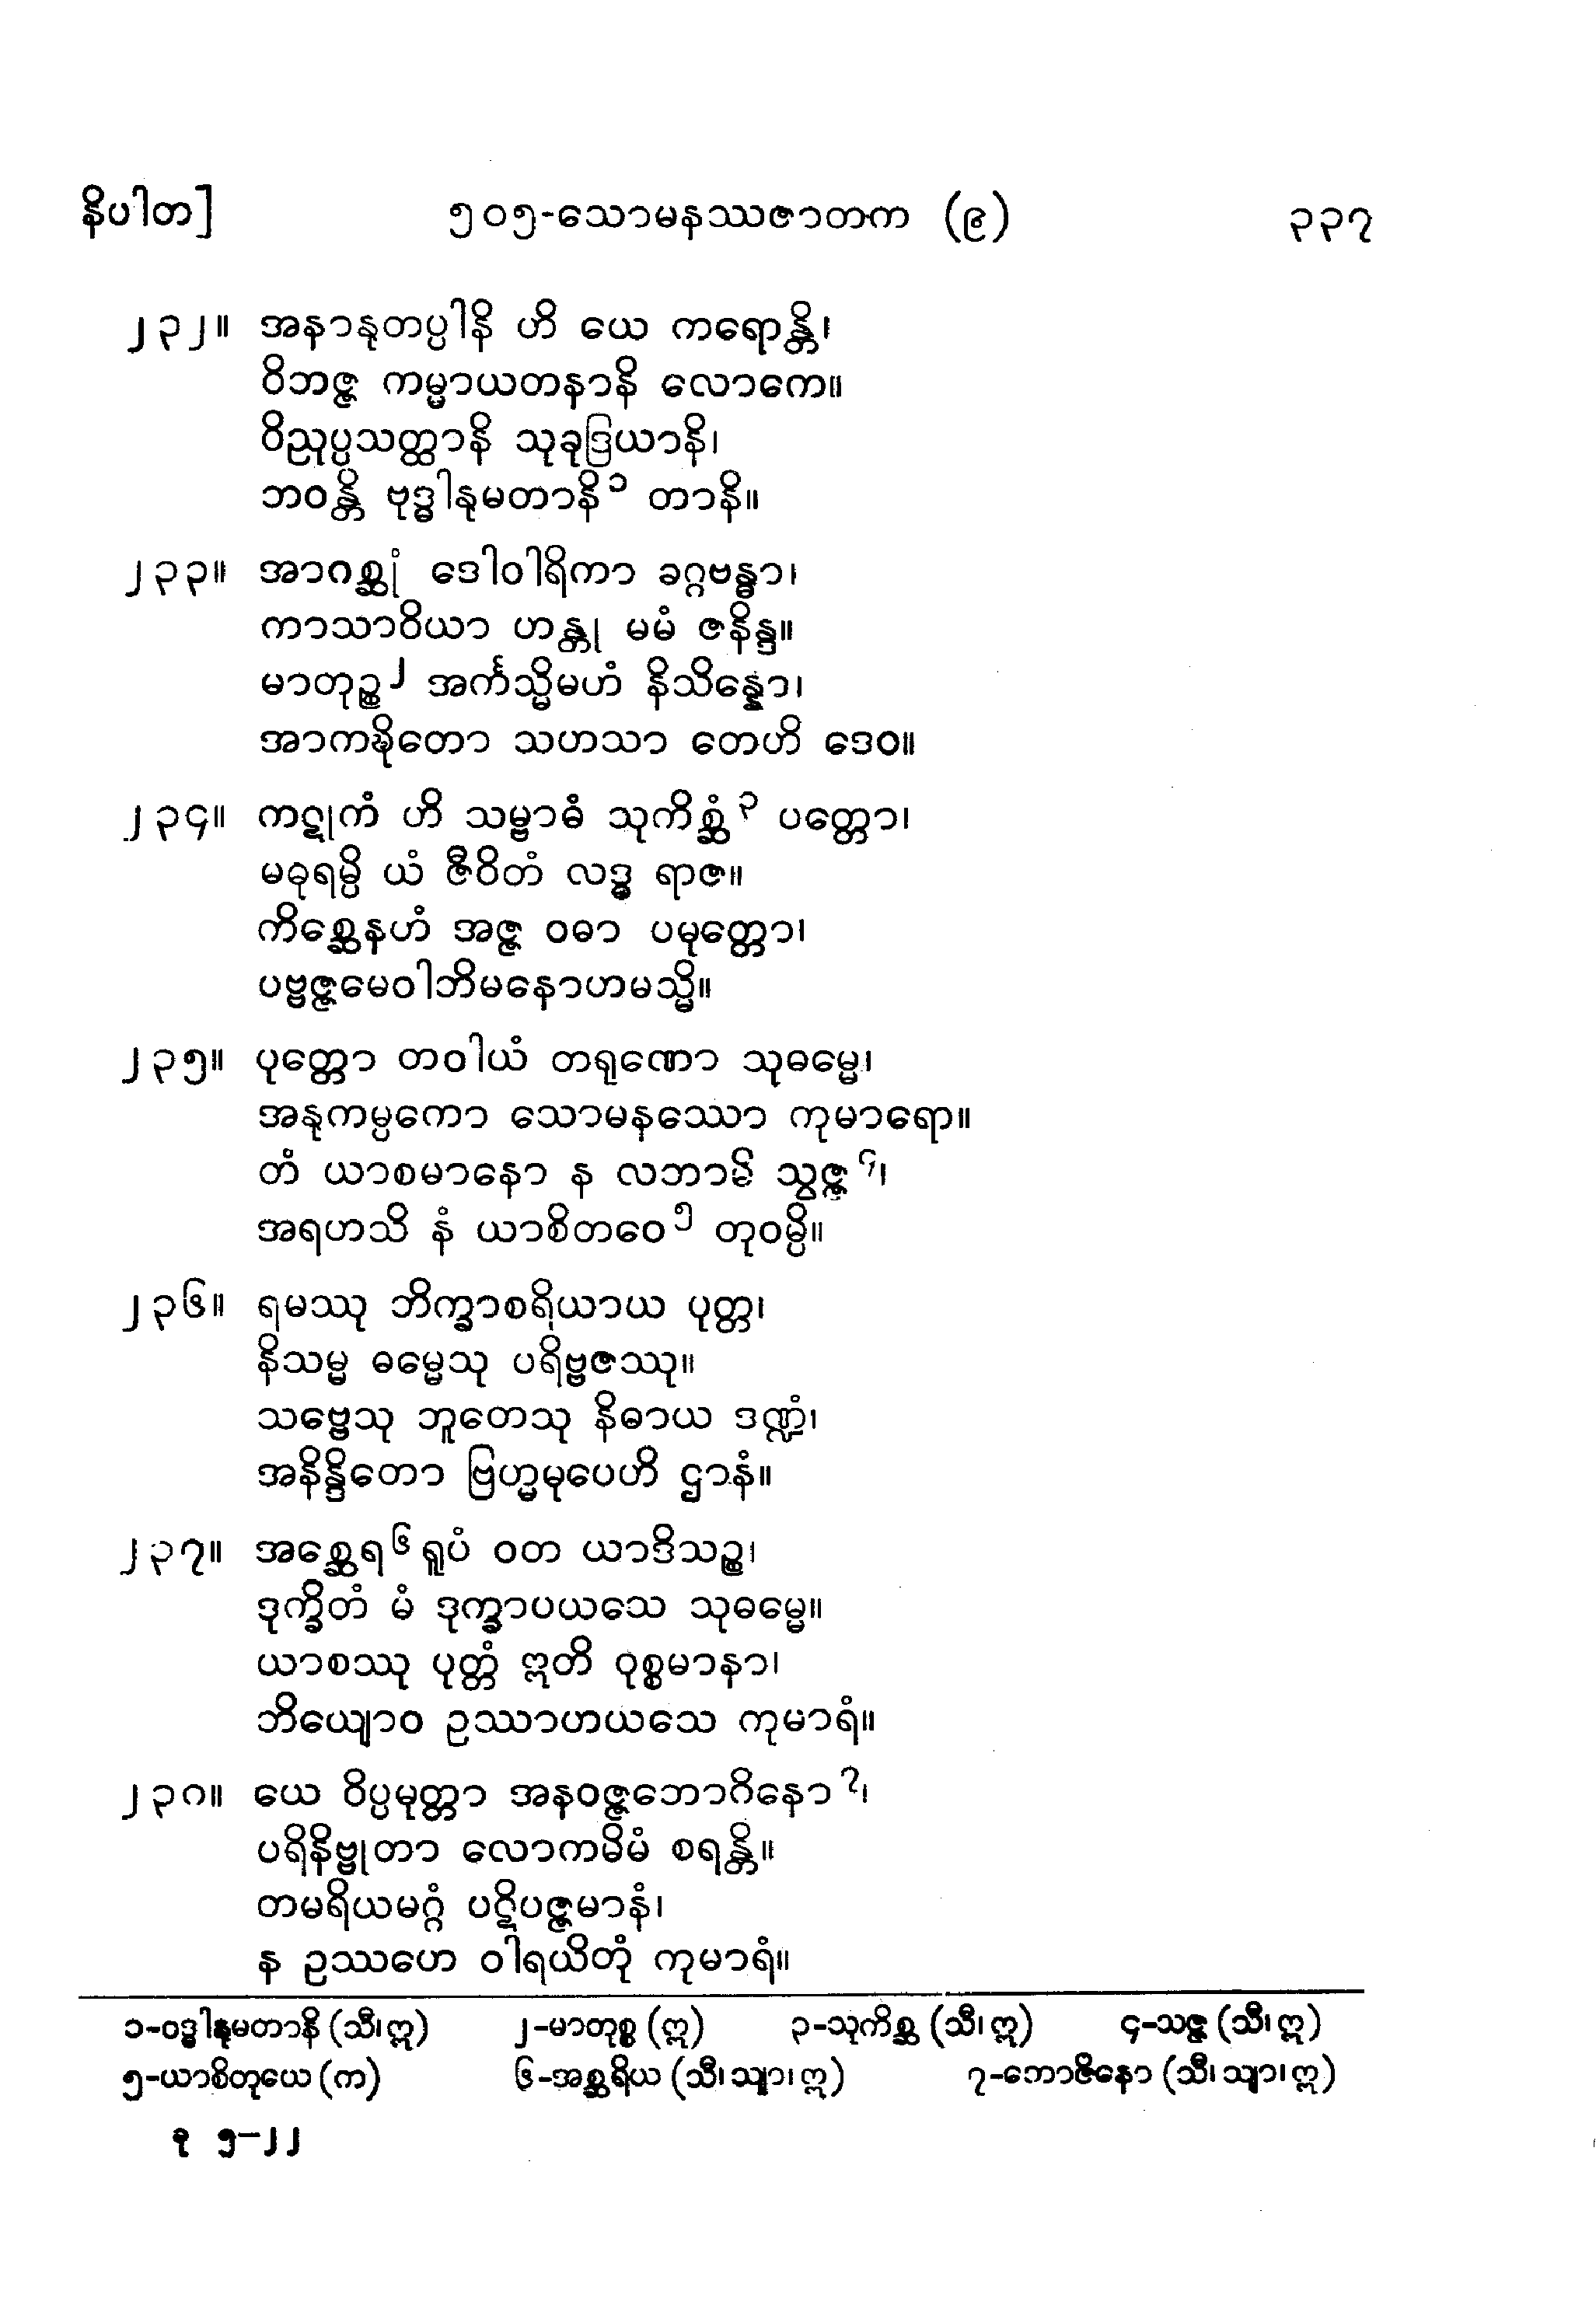 နိပါတ]	၅၀၅-သောမနဿဇာတက (၉)	၃၃၇
၂၃၂။ အနာနုတပ္ပါနိ ဟိ ယေ ကရောန္တိ၊
ဝိဘဇ္ဇ ကမ္မာယတနာနိ လောကေ။
ဝိညုပ္ပသတ္ထာနိ သုခုဒြယာနိ၊
ဘဝန္တိ ဗုဒ္ဓါနုမတာနိ ၁ တာနိ။
၂၃၃။ အာဂစ္ဆုံ ဒေါဝါရိကာ ခဂ္ဂဗန္ဓာ၊
ကာသာဝိယာ ဟန္တု မမံ ဇနိန္ဒ။
မာတုဉ္စ ၂ အင်္ကသ္မိမဟံ နိသိန္နော၊
အာကဍ္ဎိတော သဟသာ တေဟိ ဒေဝ။
၂၃၄။ ကဋုကံ ဟိ သမ္ဗာဓံ သုကိစ္ဆံ ၃ ပတ္တော၊
မဓုရမ္ပိ ယံ ဇီဝိတံ လဒ္ဓ ရာဇ။
ကိစ္ဆေနဟံ အဇ္ဇ ဝဓာ ပမုတ္တော၊
ပဗ္ဗဇ္ဇမေဝါဘိမနောဟမသ္မိ။
၂၃၅။ ပုတ္တော တဝါယံ တရုဏော သုဓမ္မေ၊
အနုကမ္ပကော သောမနဿော ကုမာရော။
တံ ယာစမာနော န လဘာမိ သွဇ္ဇ ၄၊
အရဟသိ နံ ယာစိတဝေ ၅ တုဝမ္ပိ။
၂၃၆။ ရမဿု ဘိက္ခာစရိယာယ ပုတ္တ၊
နိသမ္မ ဓမ္မေသု ပရိဗ္ဗဇဿု။
သဗ္ဗေသု ဘူတေသု နိဓာယ ဒဏ္ဍံ၊
အနိန္ဒိတော ဗြဟ္မမုပေဟိ ဌာနံ။
၂၃၇။ အစ္ဆေရ ၆ ရူပံ ဝတ ယာဒိသဉ္စ၊
ဒုက္ခိတံ မံ ဒုက္ခာပယသေ သုဓမ္မေ။
ယာစဿု ပုတ္တံ ဣတိ ဝုစ္စမာနာ၊
ဘိယျောဝ ဥဿာဟယသေ ကုမာရံ။
၂၃၈။ ယေ ဝိပ္ပမုတ္တာ အနဝဇ္ဇဘောဂိနော ၇၊
ပရိနိဗ္ဗုတာ လောကမိမံ စရန္တိ။
တမရိယမဂ္ဂံ ပဋိပဇ္ဇမာနံ၊
န ဥဿဟေ ဝါရယိတုံ ကုမာရံ။
၁-ဝဒ္ဓါနုမတာနိ (သီ၊ ဣ)	၂-မာတုစ္စ (ဣ)	၃-သုကိစ္ဆ (သီ၊ ဣ)	၄-သဇ္ဇ (သီ၊ ဣ)
၅-ယာစိတုယေ (က)	၆-အစ္ဆရိယ (သီ၊ သျာ၊ ဣ)	၇-ဘောဇိနော (သီ၊ သျာ၊ ဣ)
ခု ၅-၂၂